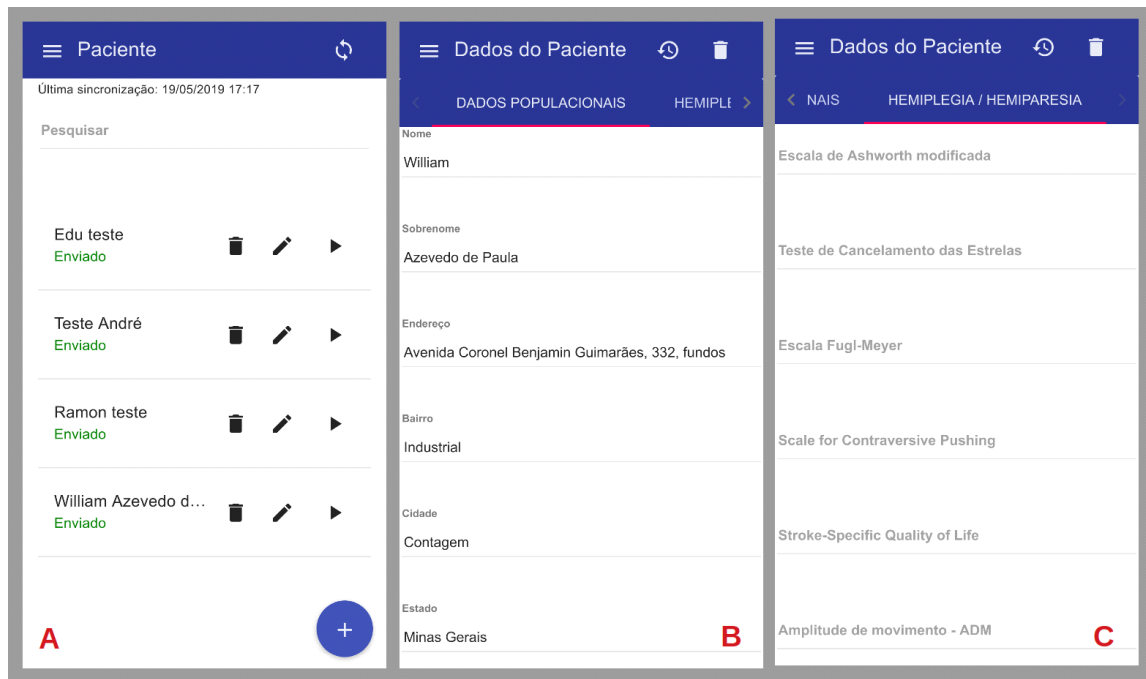 Paciente
Última sincronização: 19/05/2019 17:17
Pesquisar
Edu teste
Enviado
Teste André
Enviado
Ramon teste
Enviado
William Azevedo d...
Enviado
A
Dados do Paciente
DADOS POPULACIONAIS HEMIPLE
Nome
William
Sobrenome
Azevedo de Paula
Endereço
Avenida Coronel Benjamin Guimarães, 332, fundos
Bairro
Industrial
Cidade
Contagem
Estado
Minas Gerais
B
Dados do Paciente
NAIS HEMIPLEGIA / HEMIPARESIA
Escala de Ashworth modificada
Teste de Cancelamento das Estrelas
Escala Fugl-Meyer
Scale for Contraversive Pushing
Stroke-Specific Quality of Life
Amplitude de movimento - ADM
C